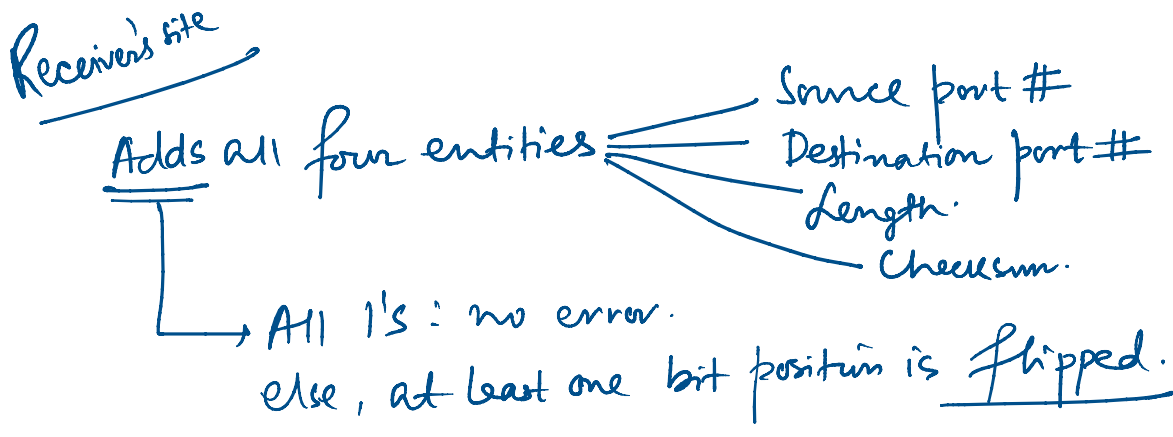 Receiver's site
Adds all four entities
Source port #
Destination port #
Length.
Checksum.
All 1's : no error.
else, at least one bit position is flipped.